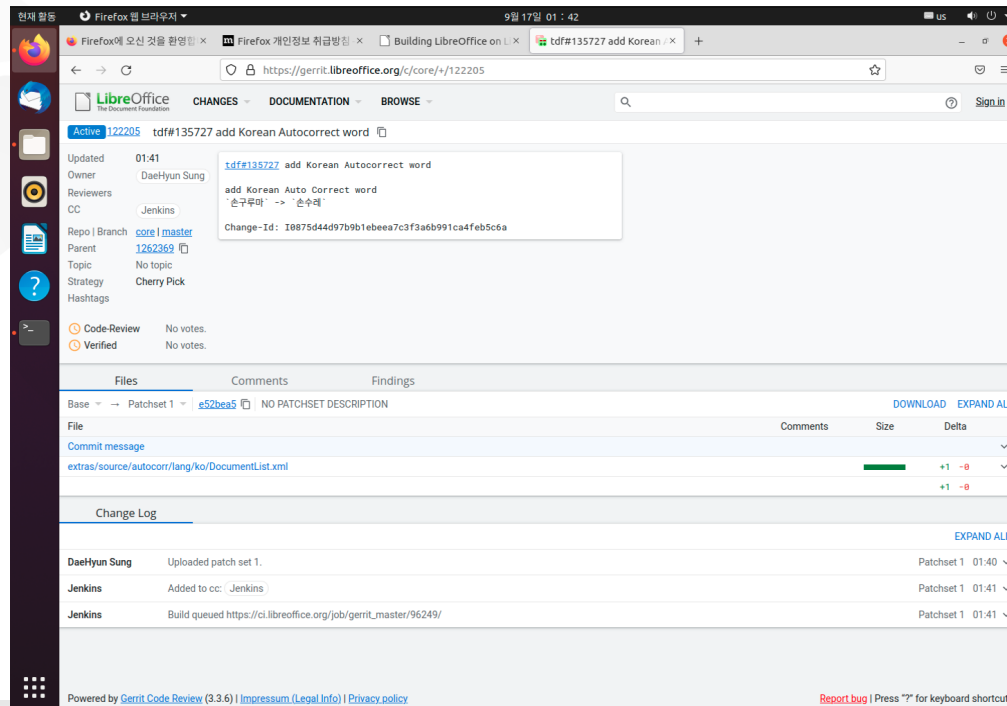 현재 활동 Firefox 웹 브라우저 9월 17일 01 : 42 us
Firefox에 오신 것을 환영합 Firefox 개인정보 취급방침 Building LibreOffice on L tdf#135727 add Korean A
https://gerrit.libreoffice.org/c/core/+/122205
LibreOffice
The Document Foundation
CHANGES DOCUMENTATION BROWSE Sign in
Active 122205 tdf#135727 add Korean Autocorrect word
Updated 01:41
Owner DaeHyun Sung
Reviewers
CC Jenkins
Repo | Branch core | master
Parent 1262369
Topic No topic
Strategy Cherry Pick
Hashtags
tdf#135727 add Korean Autocorrect word
add Korean Auto Correct word
`손구루마` -> `손수레`
Change-Id: I0875d44d97b9b1ebeea7c3f3a6b991ca4feb5c6a
Code-Review No votes.
Verified No votes.
Files Comments Findings
Base → Patchset 1 e52bea5 NO PATCHSET DESCRIPTION DOWNLOAD EXPAND AL
File Comments Size Delta
Commit message
extras/source/autocorr/lang/ko/DocumentList.xml +1 -0
+1 -0
Change Log
EXPAND ALL
DaeHyun Sung Uploaded patch set 1. Patchset 1 01:40
Jenkins Added to cc: Jenkins Patchset 1 01:41
Jenkins Build queued https://ci.libreoffice.org/job/gerrit_master/96249/ Patchset 1 01:41
Powered by Gerrit Code Review (3.3.6) | Impressum (Legal Info) | Privacy policy Report bug | Press "?" for keyboard shortcut